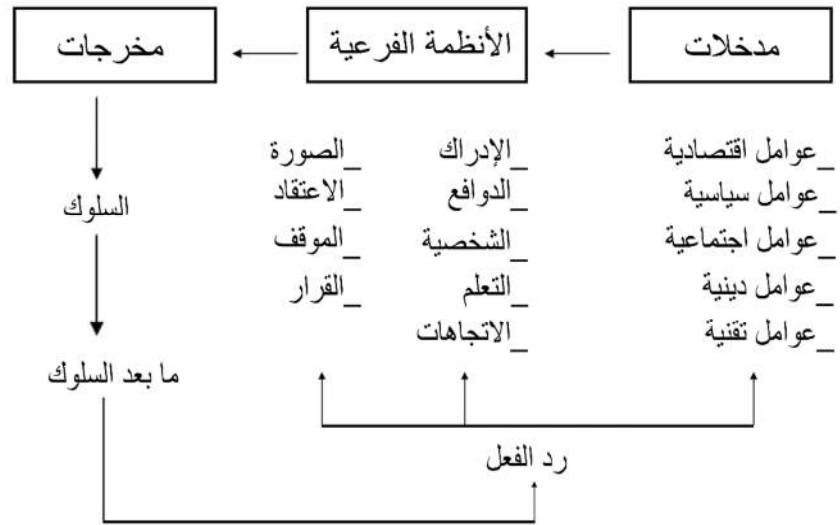 مدخلات
الأنظمة الفرعية
مخرجات
_عوامل اقتصادية
_عوامل سياسية
_عوامل اجتماعية
_عوامل دينية
_عوامل تقنية
_الإدراك
_الدوافع
_الشخصية
_التعلم
_الاتجاهات
_الصورة
_الاعتقاد
_الموقف
_القرار
السلوك
ما بعد السلوك
رد الفعل